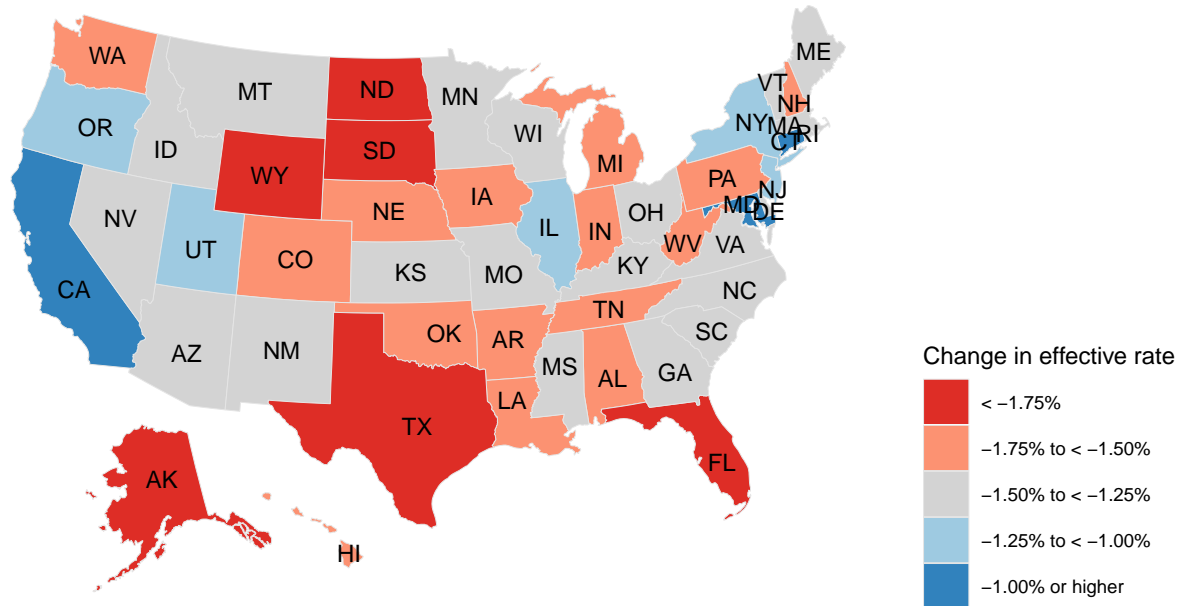 ME
WA
ND
MT
MN
VT
NH
OR
NY
MA
RI
WI
CT
ID
SD
MI
WY
PA
NJ
IA
MD
DE
NE
OH
NV
IL
IN
WV
VA
UT
CO
KS
MO
KY
CA
NC
TN
OK
AR
SC
AZ
NM
MS
AL
GA
LA
TX
FL
AK
HI
Change in effective rate
< −1.75%
−1.75% to < −1.50%
−1.50% to < −1.25%
−1.25% to < −1.00%
−1.00% or higher